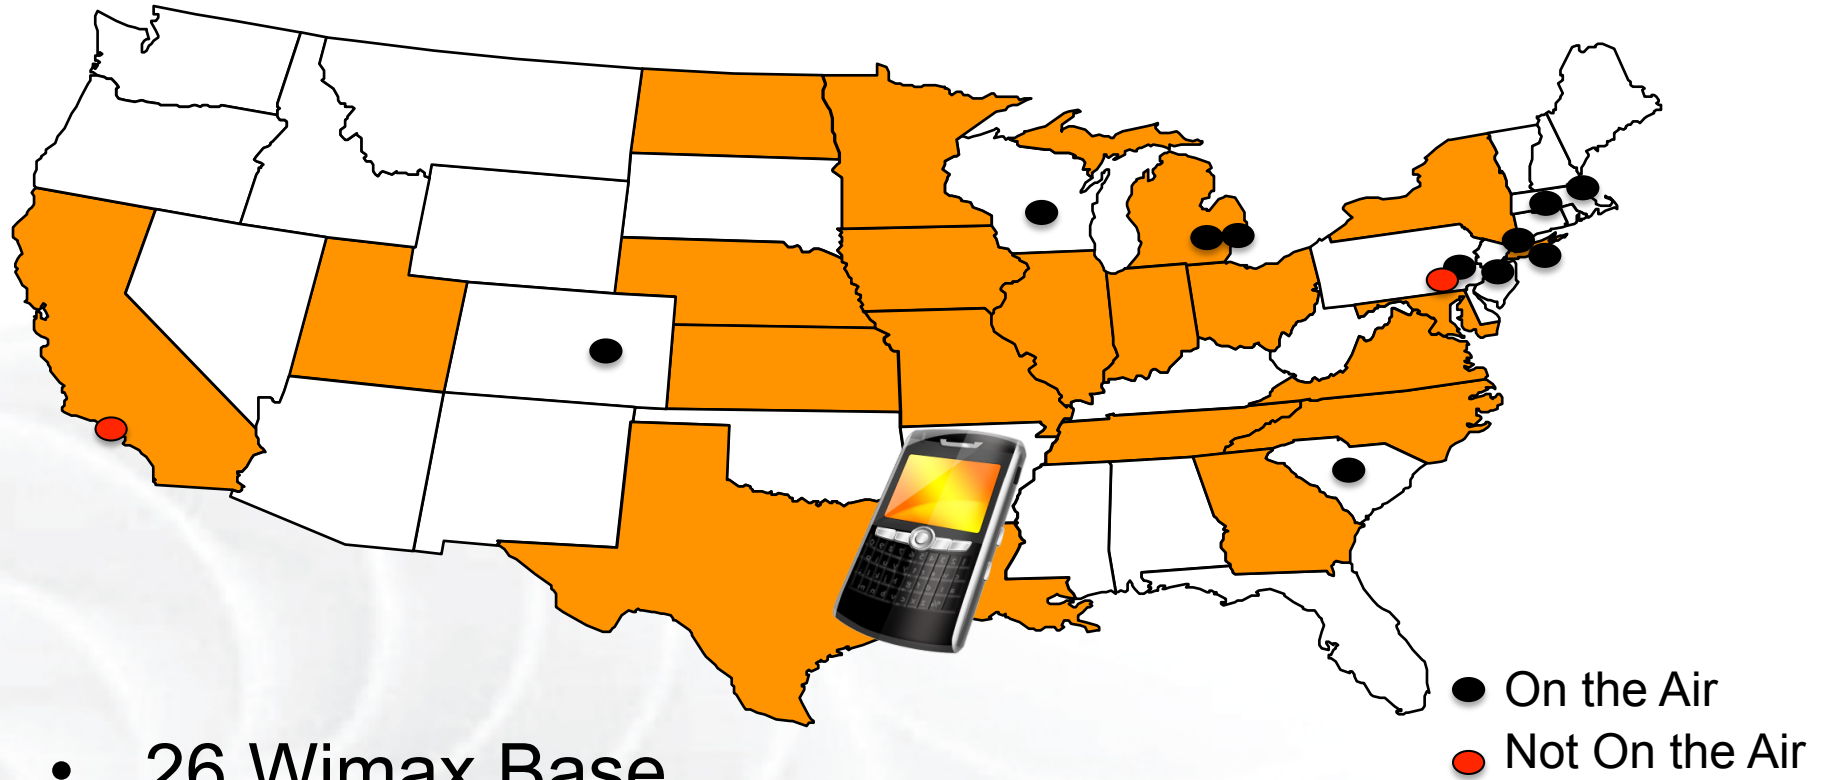 On the Air
Not On the Air
• 26 Wimax Base